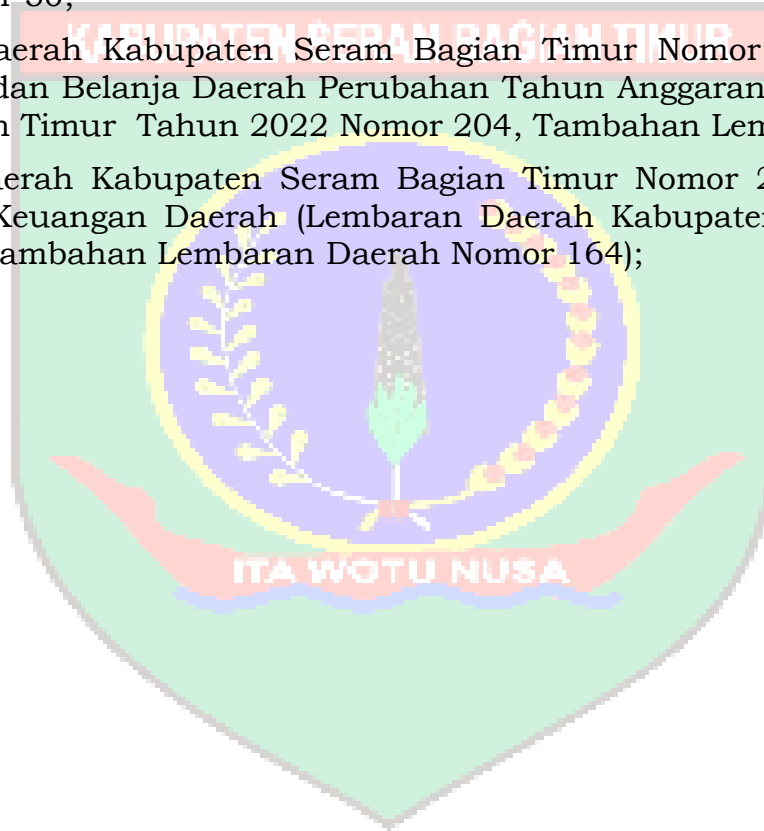 KABUPATEN SERAM BAGIAN TIMUR
aerah Kabupaten Seram Bagian Timur Nomor
dan Belanja Daerah Perubahan Tahun Anggaran
Timur Tahun 2022 Nomor 204, Tambahan Lem
erah Kabupaten Seram Bagian Timur Nomor 2
Keuangan Daerah (Lembaran Daerah Kabupaten
ambahan Lembaran Daerah Nomor 164);
ITA WOTU NUSA